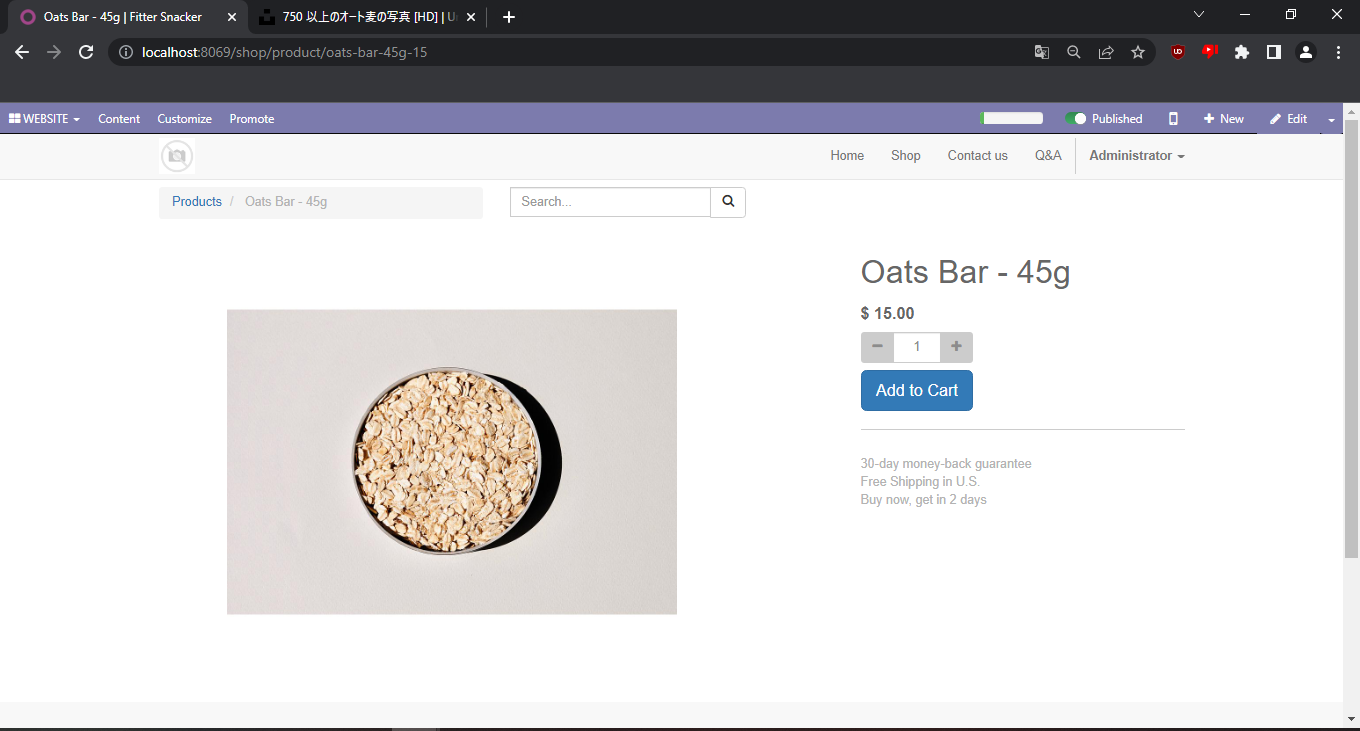 Oats Bar - 45g | Fitter Snacker
750 以上のオート麦の写真 [HD] | U
localhost:8069/shop/product/oats-bar-45g-15
WEBSITE Content Customize Promote Published New Edit
Home Shop Contact us Q&A Administrator
Products / Oats Bar - 45g Search...
Oats Bar - 45g
$ 15.00
1
Add to Cart
30-day money-back guarantee
Free Shipping in U.S.
Buy now, get in 2 days